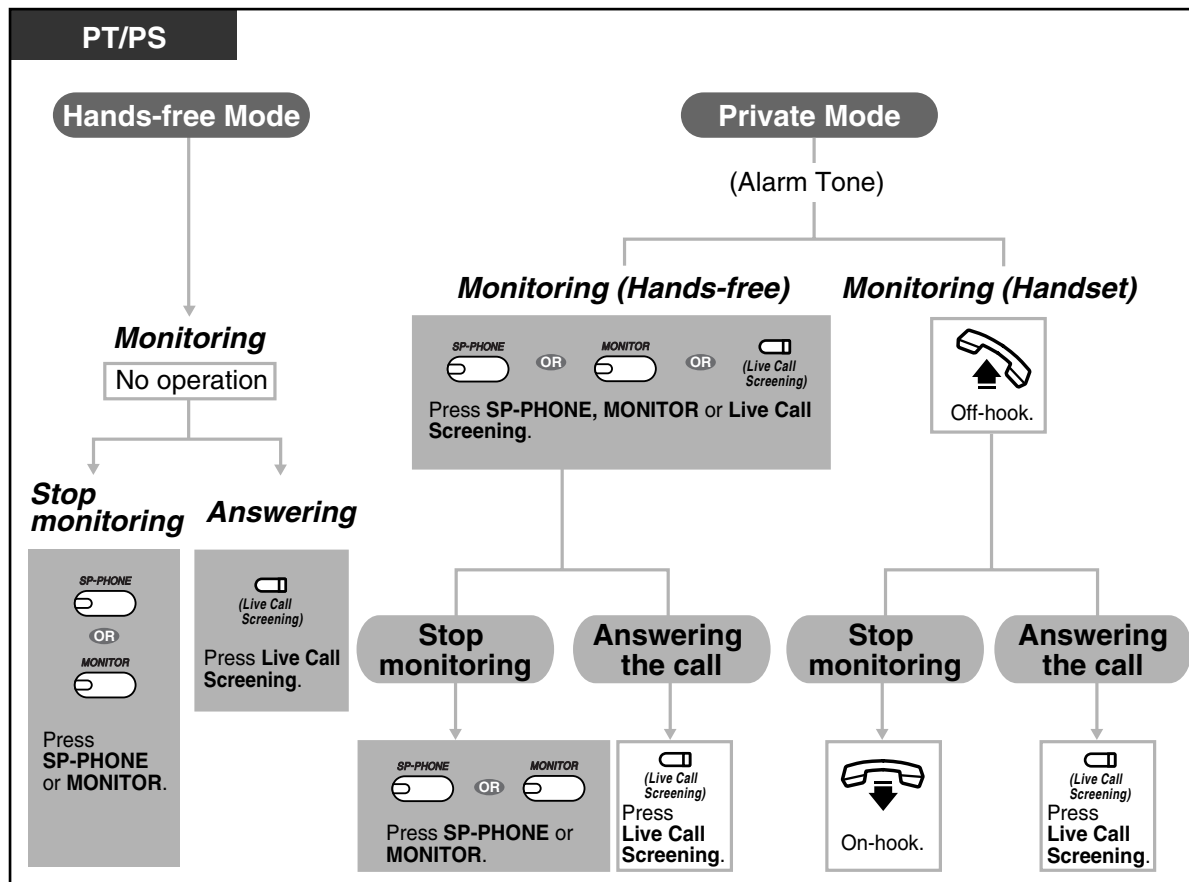 PT/PS
Hands-free Mode
Private Mode
(Alarm Tone)
Monitoring (Hands-free)
Monitoring (Handset)
Monitoring
No operation
SP-PHONE
OR
MONITOR
OR
(Live Call
Screening)
Press SP-PHONE, MONITOR or Live Call
Screening.
Off-hook.
Stop
monitoring
Answering
SP-PHONE
OR
MONITOR
Press
SP-PHONE
or MONITOR.
(Live Call
Screening)
Press Live Call
Screening.
Stop
monitoring
Answering
the call
Stop
monitoring
Answering
the call
SP-PHONE
OR
MONITOR
Press SP-PHONE or
MONITOR.
(Live Call
Screening)
Press
Live Call
Screening.
On-hook.
(Live Call
Screening)
Press
Live Call
Screening.